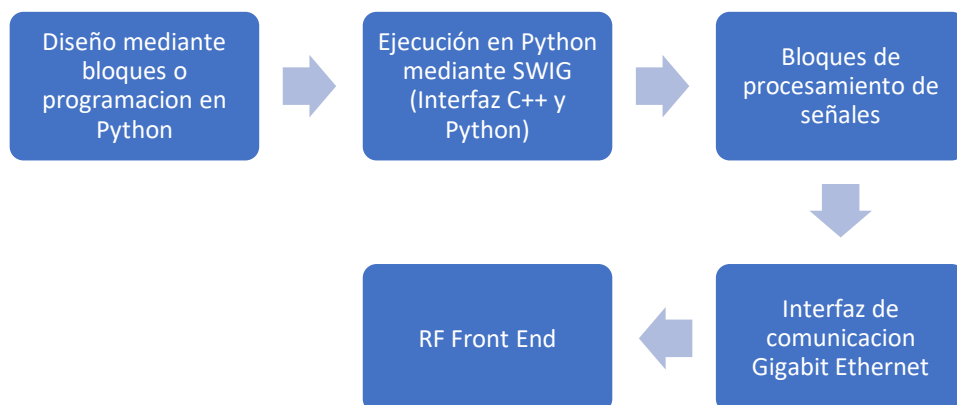 Diseño mediante
bloques o
programacion en
Python
Ejecución en Python
mediante SWIG
(Interfaz C++ y
Python)
Bloques de
procesamiento de
señales
Interfaz de
comunicacion
Gigabit Ethernet
RF Front End